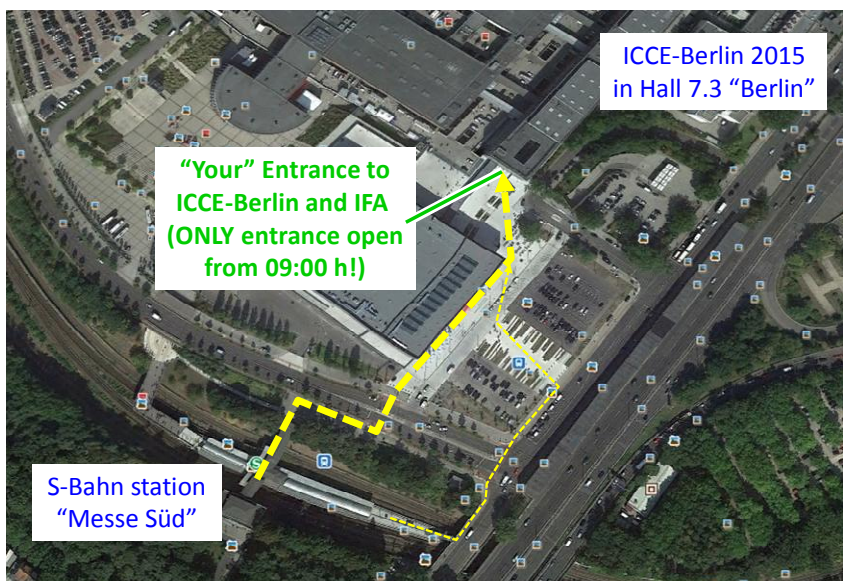 ICCE-Berlin 2015
in Hall 7.3 “Berlin”
“Your” Entrance to
ICCE-Berlin and IFA
(ONLY entrance open
from 09:00 h!)
S
S-Bahn station
“Messe Süd”